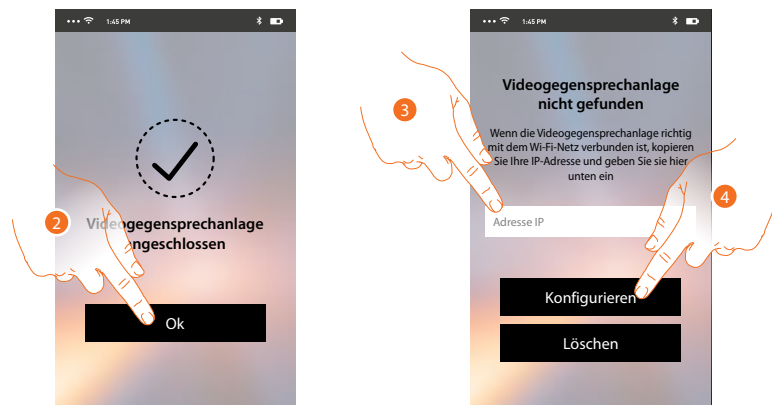 1:45 PM
2
Videogegensprechanlage
angeschlossen
Ok
1:45 PM
3
Videogegensprechanlage
nicht gefunden
Wenn die Videogegensprechanlage richtig
mit dem Wi-Fi-Netz verbunden ist, kopieren
Sie Ihre IP-Adresse und geben Sie sie hier
unten ein
4
Adresse IP
Konfigurieren
Löschen